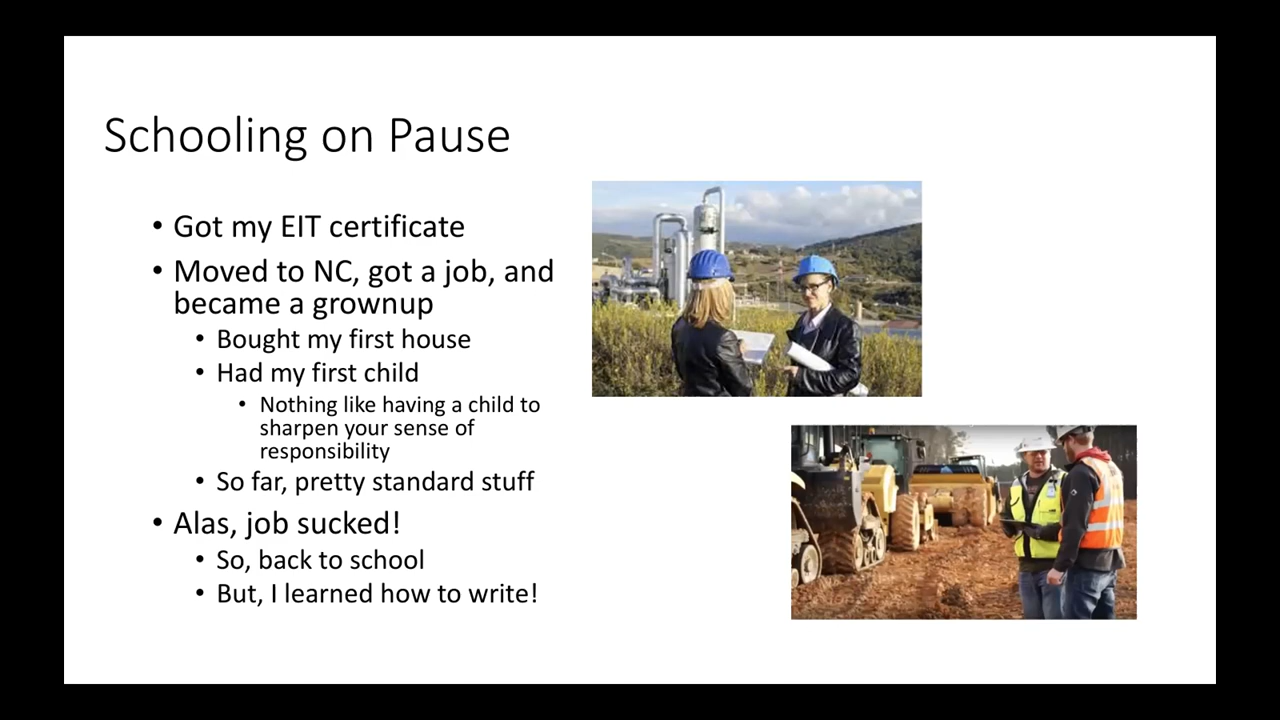 Schooling on Pause
• Got my EIT certificate
• Moved to NC, got a job, and
became a grownup
• Bought my first house
• Had my first child
• Nothing like having a child to
sharpen your sense of
responsibility
• So far, pretty standard stuff
• Alas, job sucked!
• So, back to school
• But, I learned how to write!